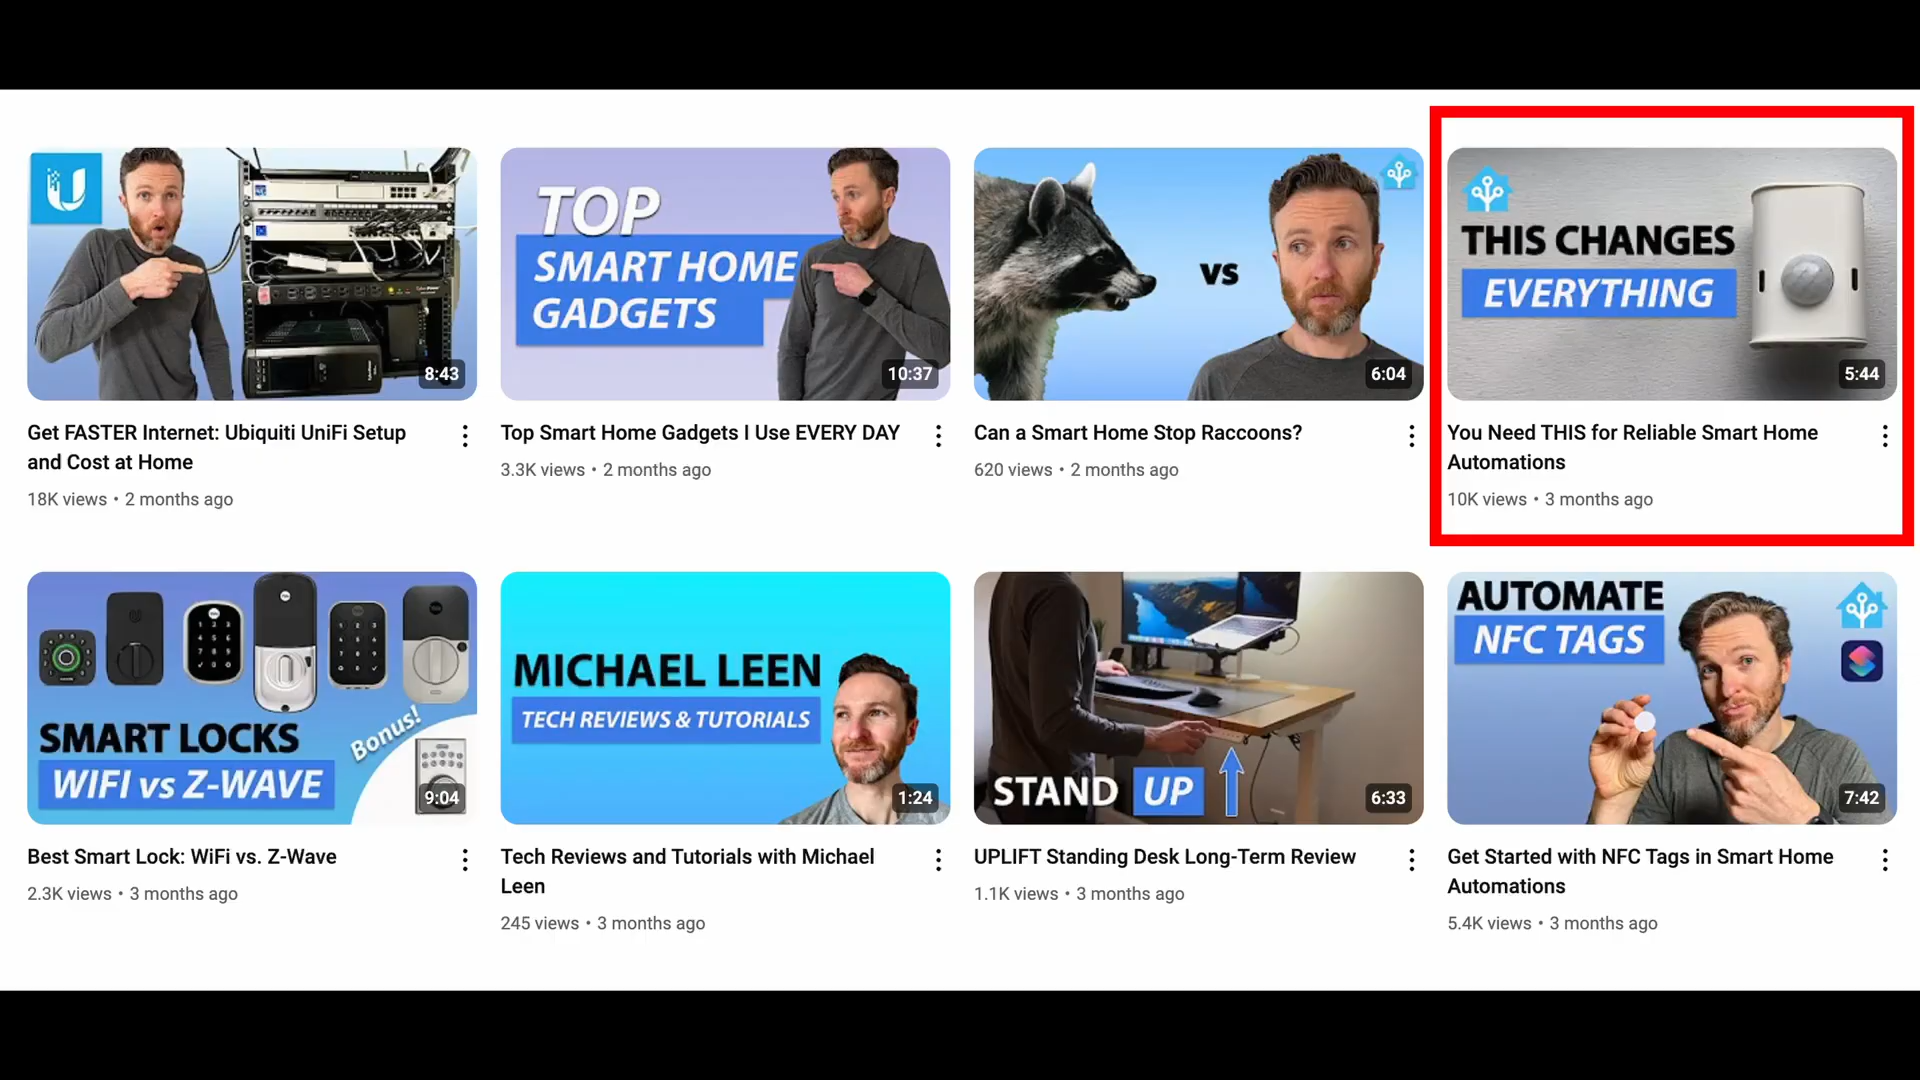 TOP
SMART HOME
GADGETS
VS
THIS CHANGES
EVERYTHING
8:43
10:37
6:04
5:44
Get FASTER Internet: Ubiquiti UniFi Setup
and Cost at Home
18K views • 2 months ago
Top Smart Home Gadgets I Use EVERY DAY
3.3K views • 2 months ago
Can a Smart Home Stop Raccoons?
620 views • 2 months ago
You Need THIS for Reliable Smart Home
Automations
10K views • 3 months ago
SMART LOCKS
WIFI vs Z-WAVE
Bonus!
9:04
MICHAEL LEEN
TECH REVIEWS & TUTORIALS
1:24
STAND UP
6:33
AUTOMATE
NFC TAGS
7:42
Best Smart Lock: WiFi vs. Z-Wave
2.3K views • 3 months ago
Tech Reviews and Tutorials with Michael
Leen
245 views • 3 months ago
UPLIFT Standing Desk Long-Term Review
1.1K views • 3 months ago
Get Started with NFC Tags in Smart Home
Automations
5.4K views • 3 months ago